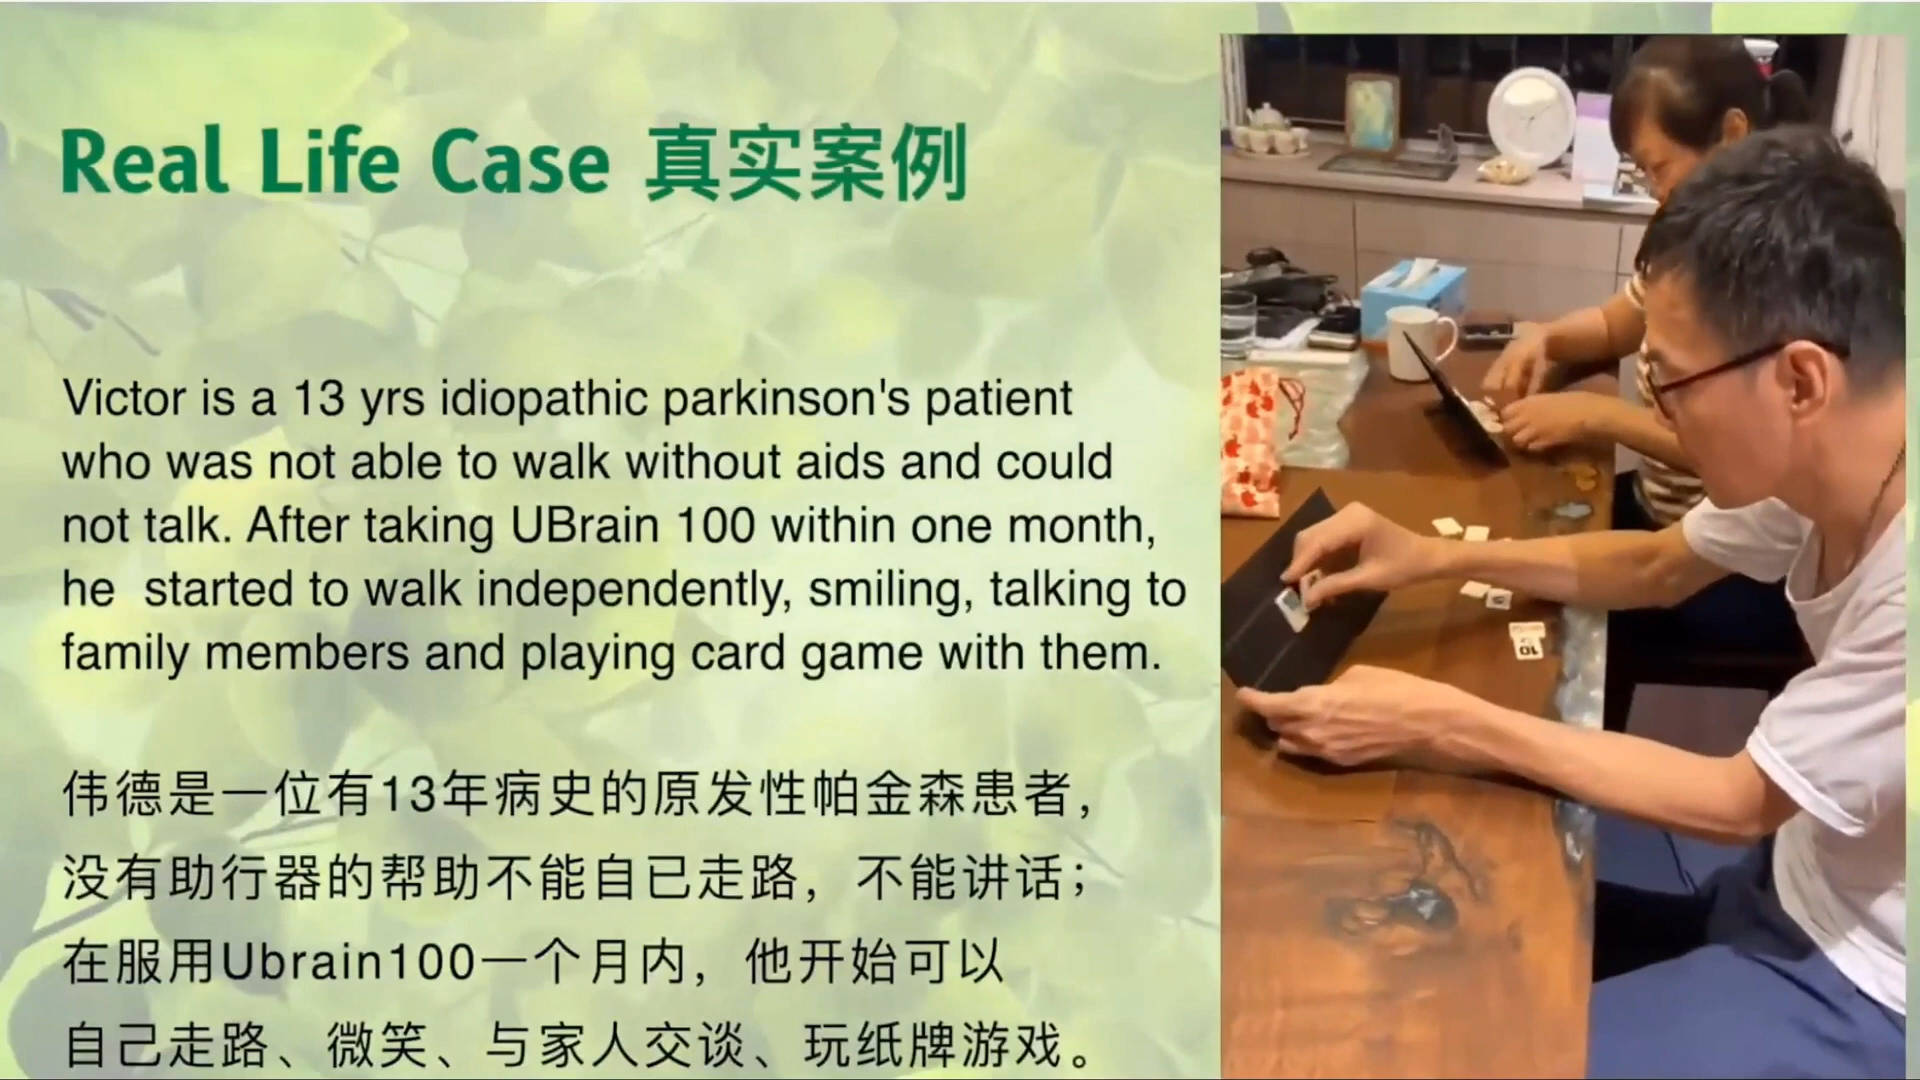 Real Life Case 真实案例
Victor is a 13 yrs idiopathic parkinson's patient
who was not able to walk without aids and could
not talk. After taking UBrain 100 within one month,
he  started to walk independently, smiling, talking to
family members and playing card game with them.
伟德是一位有13年病史的原发性帕金森患者，
没有助行器的帮助不能自已走路，不能讲话；
在服用Ubrain100一个月内，他开始可以
自己走路、微笑、与家人交谈、玩纸牌游戏。
10